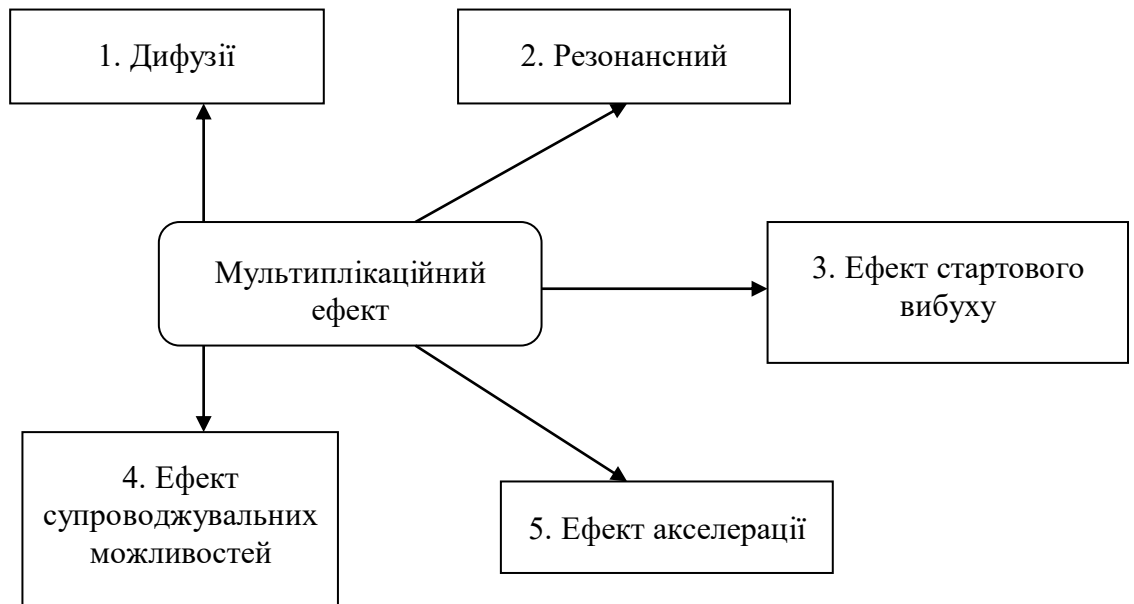 1. Дифузії
2. Резонансний
Мультиплікаційний
ефект
3. Ефект стартового
вибуху
4. Ефект
супроводжувальних
можливостей
5. Ефект акселерації